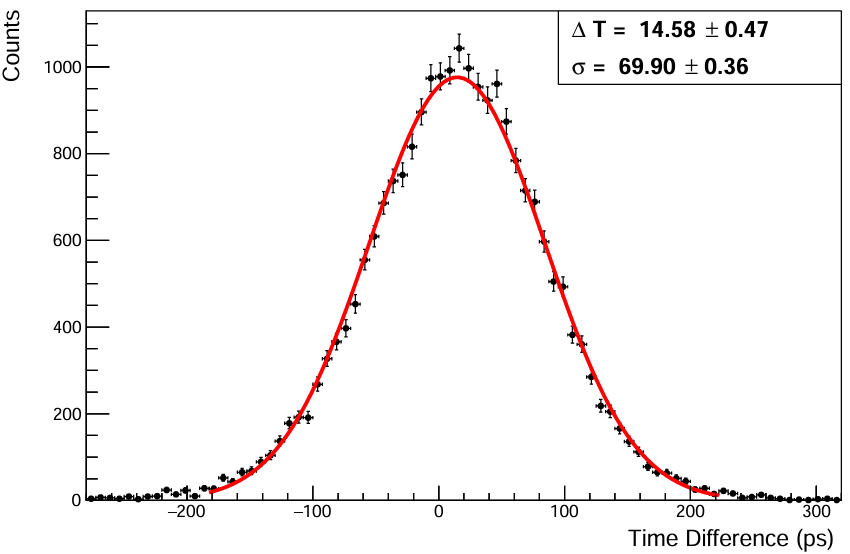 Counts
Δ T = 14.58 ± 0.47
σ = 69.90 ± 0.36
1000
800
600
400
200
0
−200 −100 0 100 200 300
Time Difference (ps)